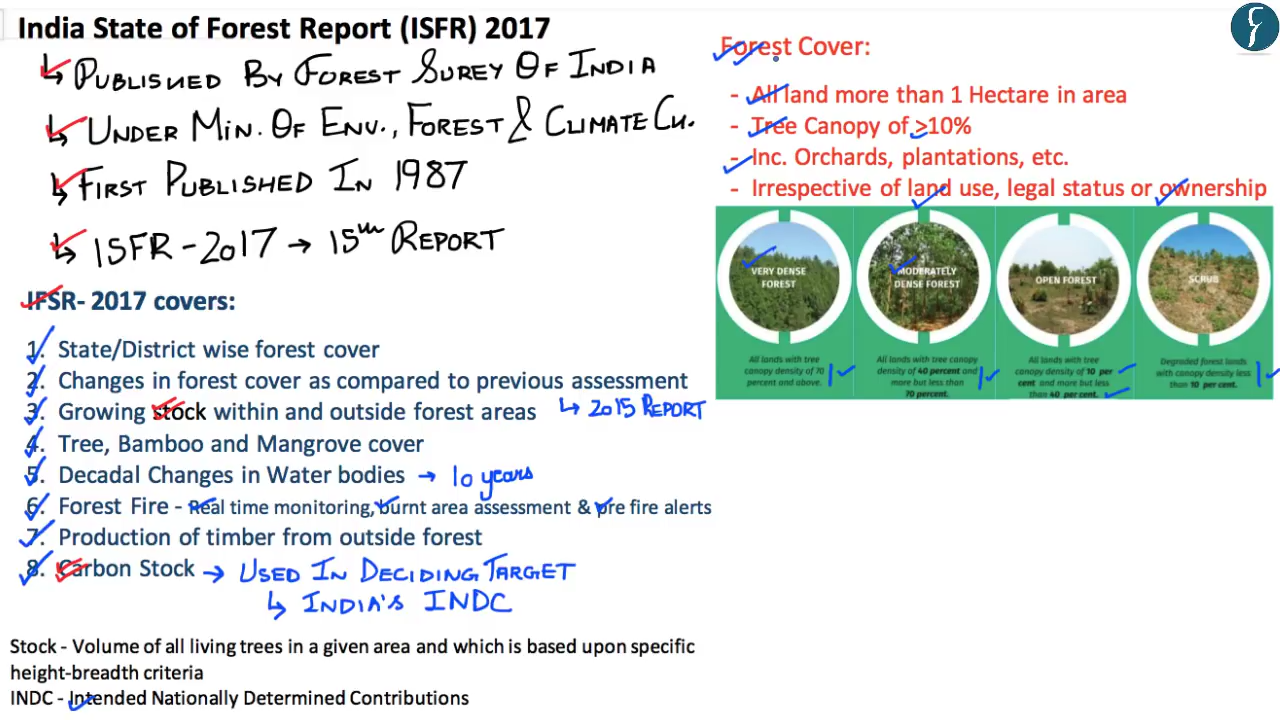 India State of Forest Report (ISFR) 2017
↳ PUBLISHED BY FOREST SUREY OF INDIA
↳ UNDER MIN. OF ENV., FOREST & CLIMATE CH.
↳ FIRST PUBLISHED IN 1987
↳ ISFR - 2017 → 15th REPORT
IFSR- 2017 covers:
1. State/District wise forest cover
2. Changes in forest cover as compared to previous assessment
3. Growing stock within and outside forest areas ↳ 2015 REPORT
4. Tree, Bamboo and Mangrove cover
5. Decadal Changes in Water bodies → 10 years
6. Forest Fire - Real time monitoring, burnt area assessment & pre fire alerts
7. Production of timber from outside forest
8. Carbon Stock → USED IN DECIDING TARGET
↳ INDIA'S INDC
Stock - Volume of all living trees in a given area and which is based upon specific
height-breadth criteria
INDC - Intended Nationally Determined Contributions
Forest Cover:
- All land more than 1 Hectare in area
- Tree Canopy of >10%
- Inc. Orchards, plantations, etc.
- Irrespective of land use, legal status or ownership
VERY DENSE
FOREST
All lands with tree
canopy density of 70
percent and above.
MODERATELY
DENSE FOREST
All lands with tree canopy
density of 40 percent and
more but less than
70 percent.
OPEN FOREST
All lands with tree
canopy density of 10 per
cent and more but less
than 40 per cent.
SCRUB
Degraded forest lands
with canopy density less
than 10 per cent.